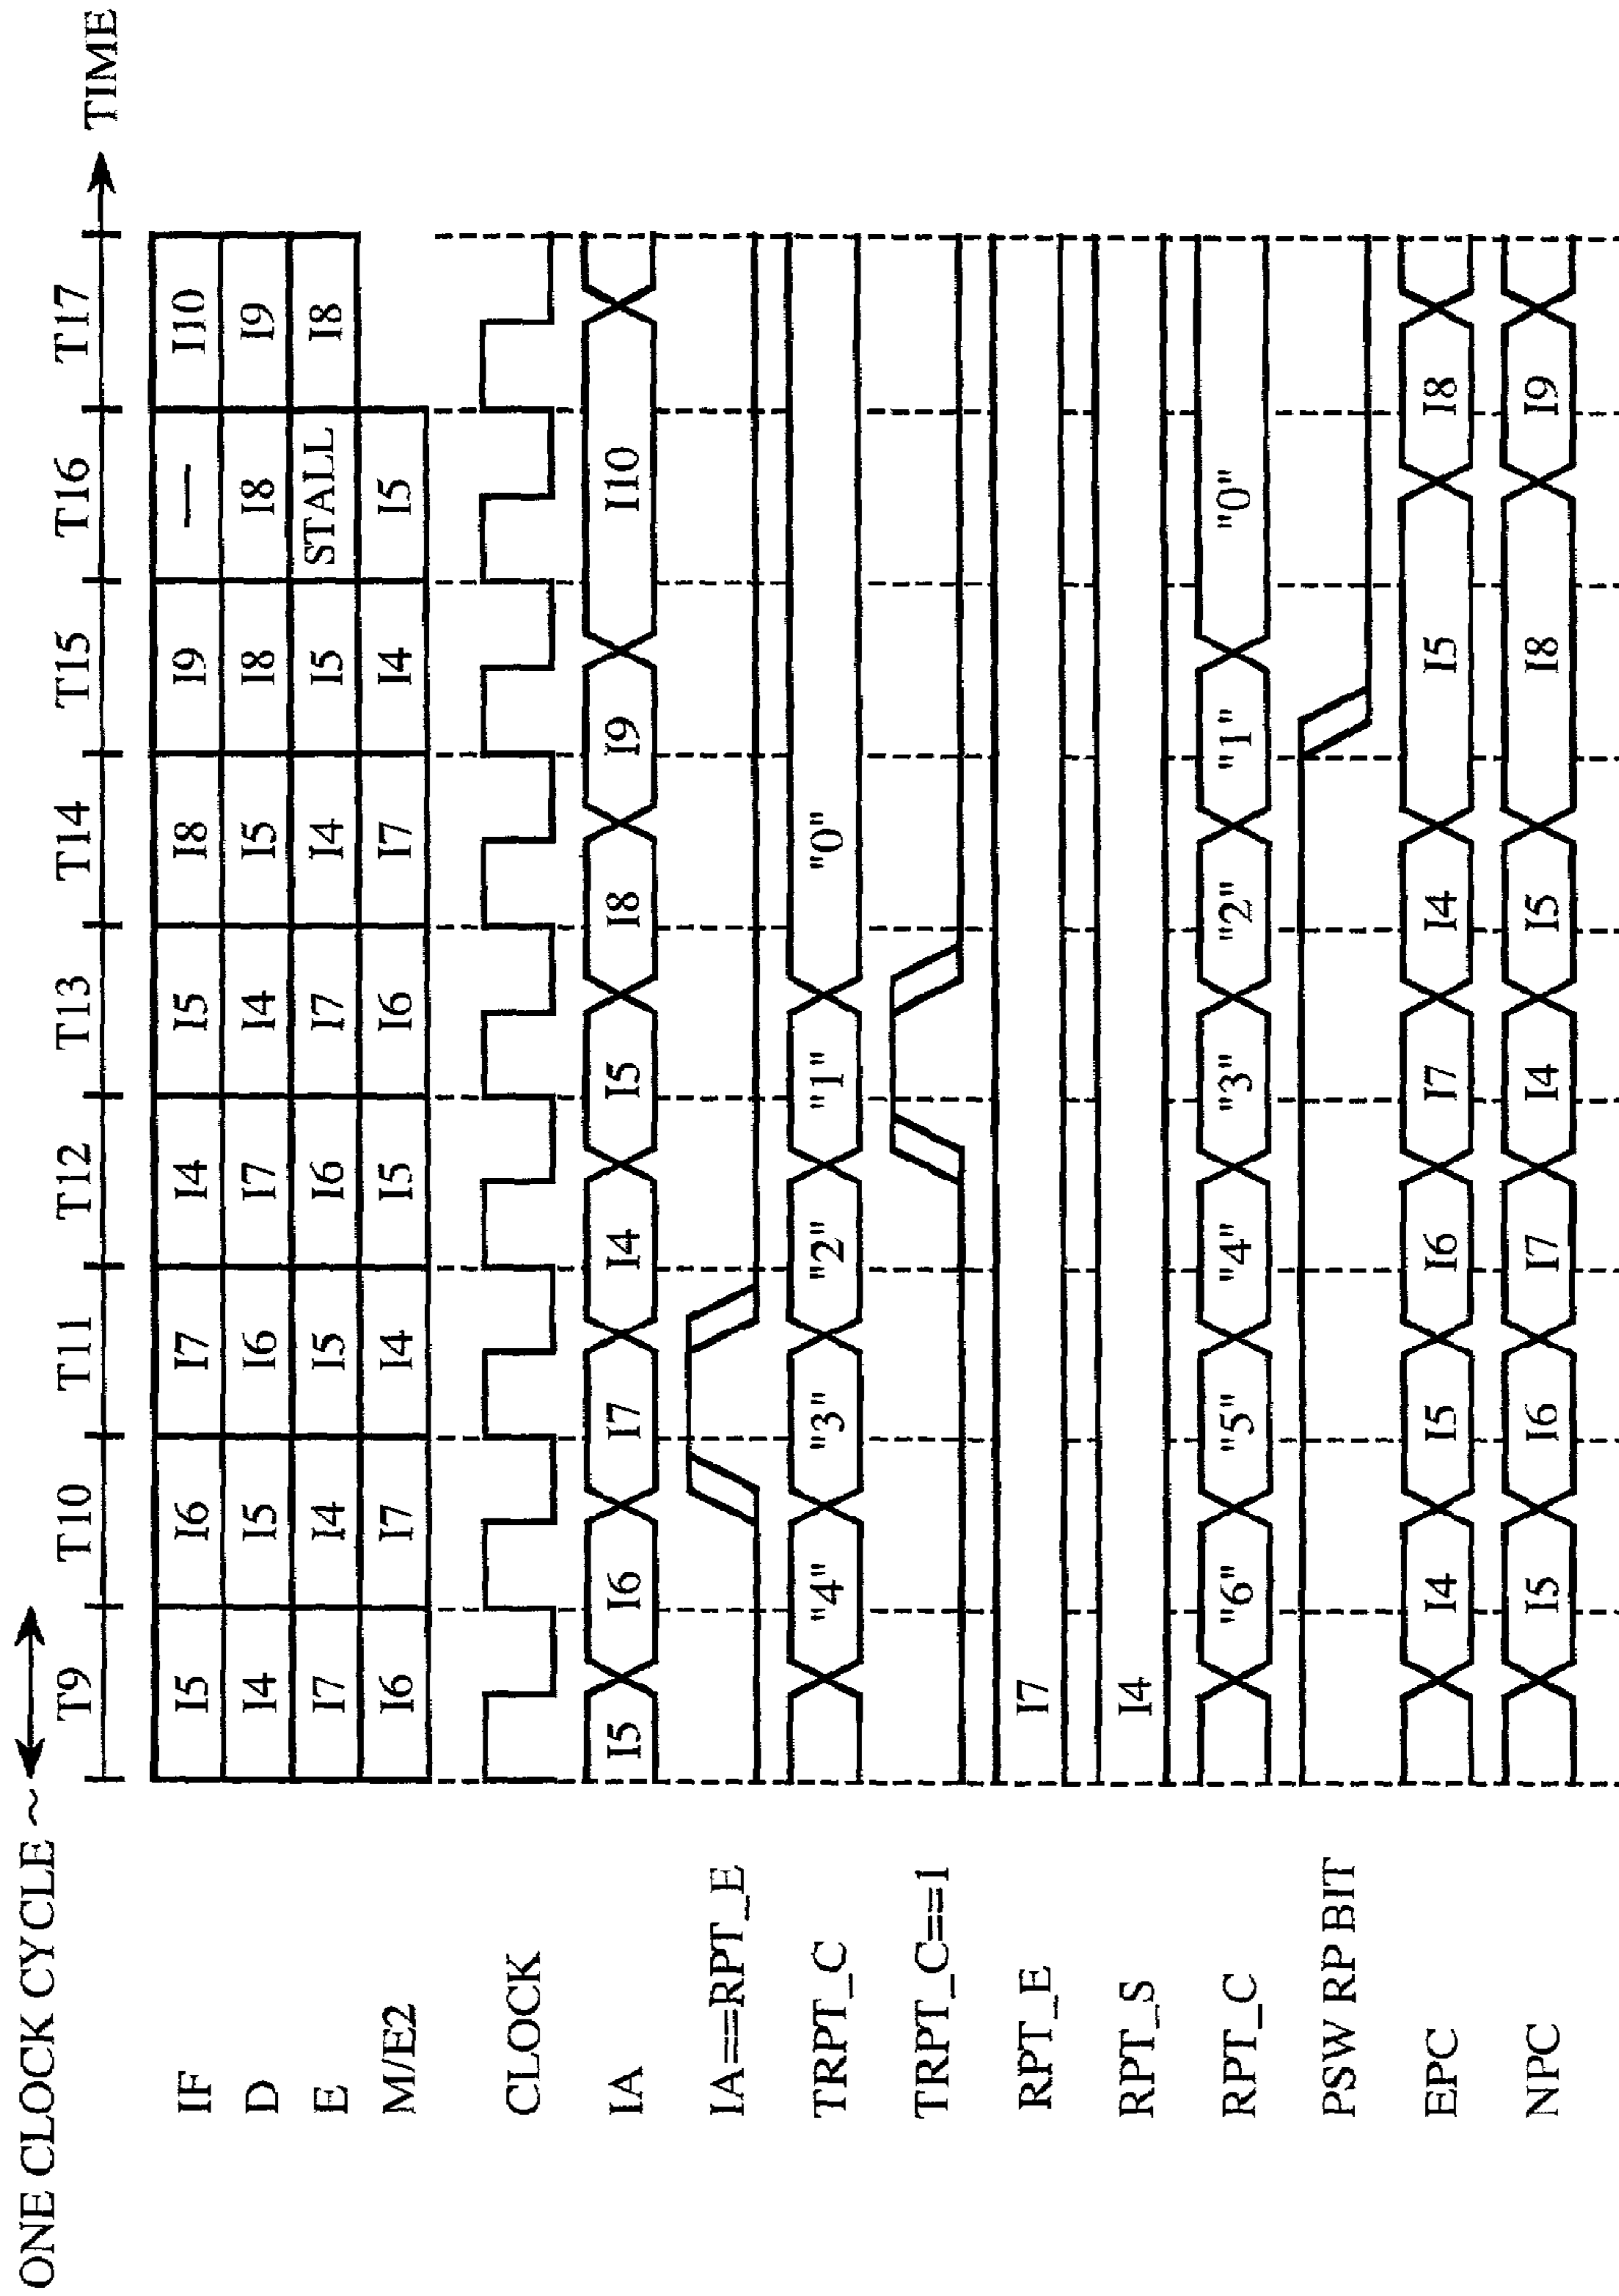 ONE CLOCK CYCLE ~
T9 T10 T11 T12 T13 T14 T15 T16 T17 TIME
IF I5 I6 I7 I4 I5 I8 I9 — I10
D I4 I5 I6 I7 I4 I5 I8 I8 I9
E I7 I4 I5 I6 I7 I4 I5 STALL I8
M/E2 I6 I7 I4 I5 I6 I7 I4 I5
CLOCK
IA I5 I6 I7 I4 I5 I8 I9 I10
IA==RPT_E
TRPT_C "4" "3" "2" "1" "0"
TRPT_C==1
RPT_E I7
RPT_S I4
RPT_C "6" "5" "4" "3" "2" "1" "0"
PSW RP BIT
EPC I4 I5 I6 I7 I4 I5 I8
NPC I5 I6 I7 I4 I5 I8 I9